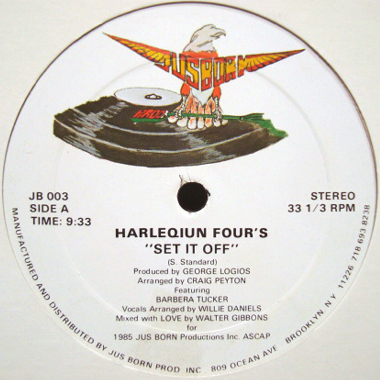 JUS BORN
JB 003
SIDE A
TIME: 9:33
STEREO
33 1/3 RPM
HARLEQIUN FOUR'S
"SET IT OFF"
(S. Standard)
Produced by GEORGE LOGIOS
Arranged by CRAIG PEYTON
Featuring
BARBERA TUCKER
Vocals Arranged by WILLIE DANIELS
Mixed with LOVE by WALTER GIBBONS
for
1985 JUS BORN Productions Inc. ASCAP
MANUFACTURED AND DISTRIBUTED BY JUS BORN PROD. INC. 809 OCEAN AVE. BROOKLYN, N.Y. 11226 718 693 8238